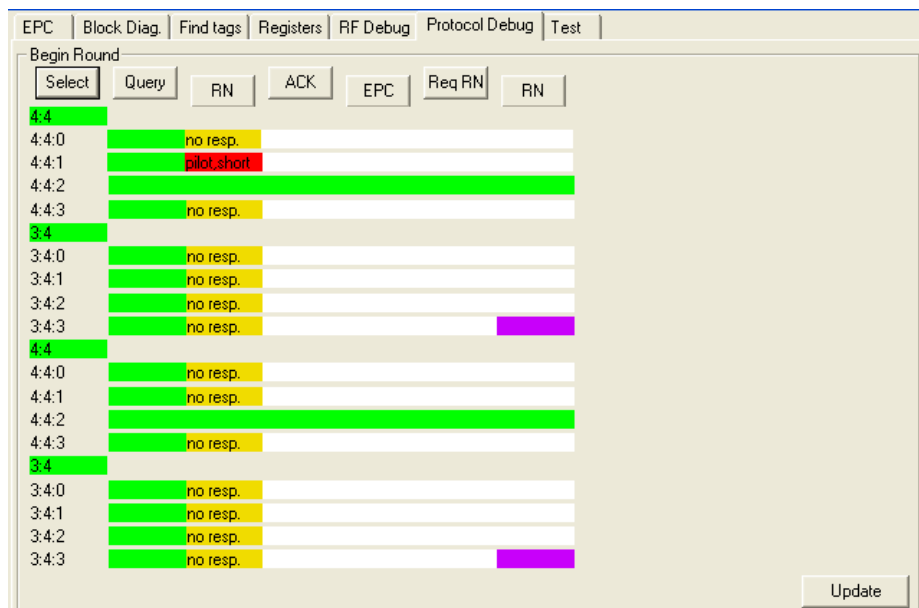 EPC Block Diag. Find tags Registers RF Debug Protocol Debug Test
Begin Round
Select Query RN ACK EPC Req RN RN
4:4
4:4:0 no resp.
4:4:1 pilot,short
4:4:2
4:4:3 no resp.
3:4
3:4:0 no resp.
3:4:1 no resp.
3:4:2 no resp.
3:4:3 no resp.
4:4
4:4:0 no resp.
4:4:1 no resp.
4:4:2
4:4:3 no resp.
3:4
3:4:0 no resp.
3:4:1 no resp.
3:4:2 no resp.
3:4:3 no resp.
Update